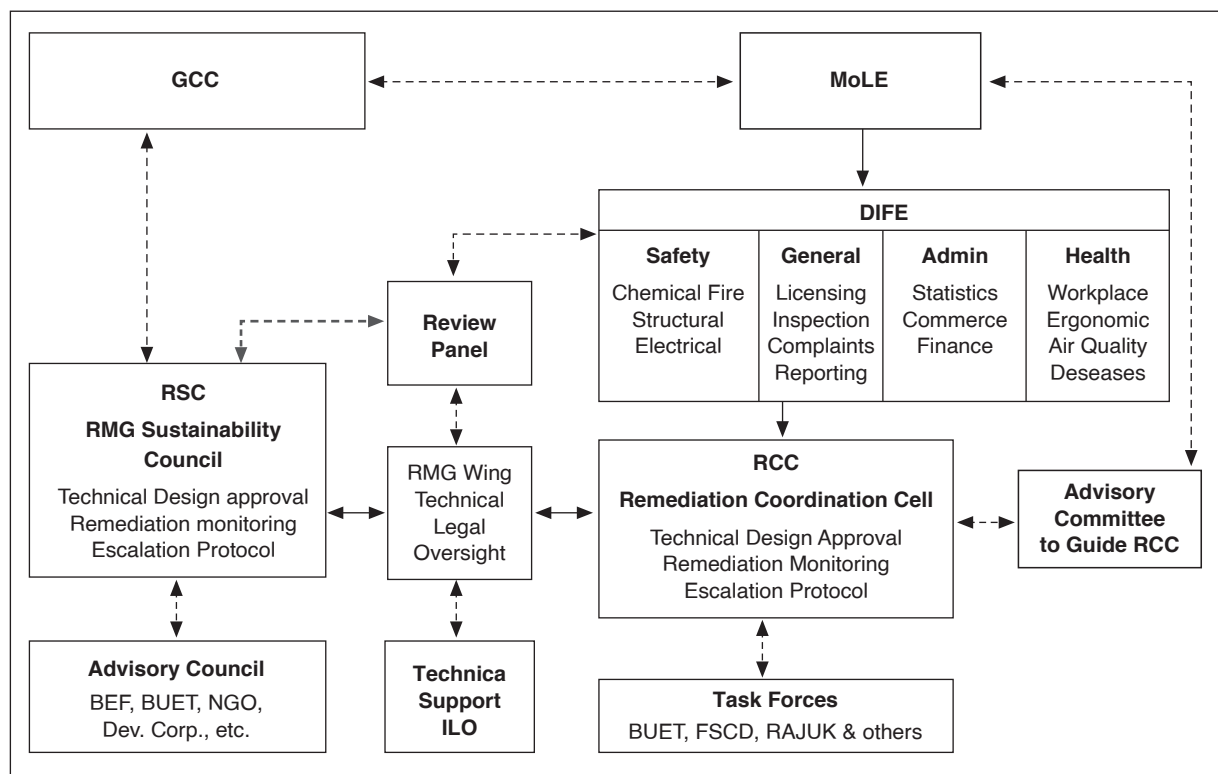 GCC
MoLE
DIFE
Safety
Chemical Fire
Structural
Electrical
General
Licensing
Inspection
Complaints
Reporting
Admin
Statistics
Commerce
Finance
Health
Workplace
Ergonomic
Air Quality
Deseases
Review
Panel
RSC
RMG Sustainability
Council
Technical Design approval
Remediation monitoring
Escalation Protocol
RMG Wing
Technical
Legal
Oversight
RCC
Remediation Coordination Cell
Technical Design Approval
Remediation Monitoring
Escalation Protocol
Advisory
Committee
to Guide RCC
Advisory Council
BEF, BUET, NGO,
Dev. Corp., etc.
Technica
Support
ILO
Task Forces
BUET, FSCD, RAJUK & others